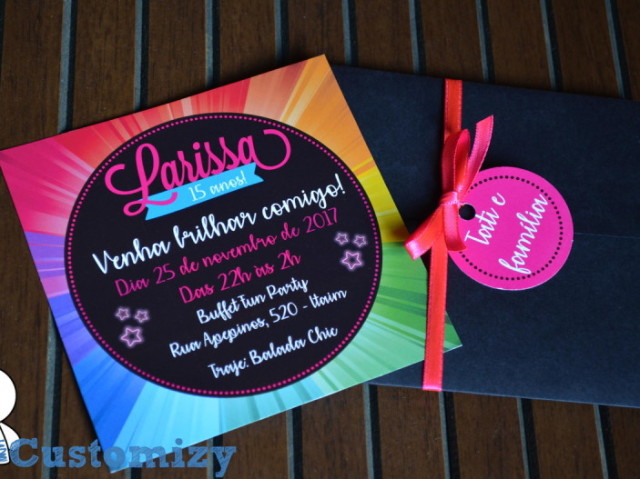 Larissa
15 anos!
Venha brilhar comigo!
Dia 25 de novembro de 2017
Das 22h às 2h
Buffet Fun Party
Rua Apepinos, 520 - Itaim
Traje: Balada Chic
Tati e
família
Customizy